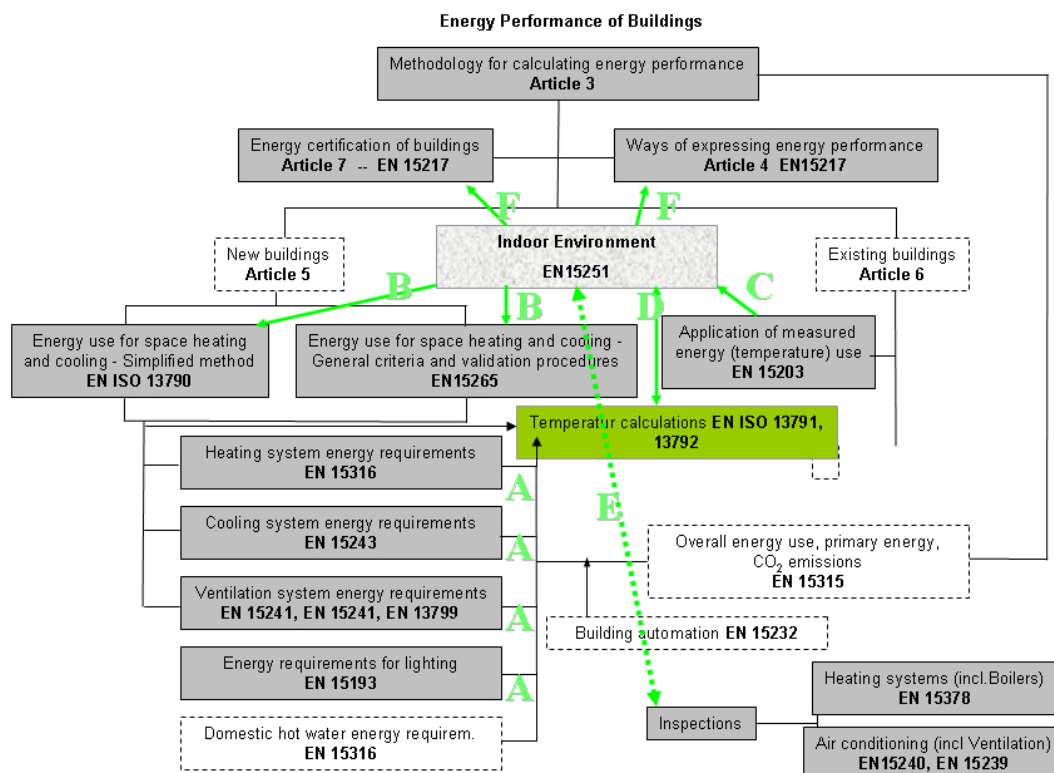 Energy Performance of Buildings
Methodology for calculating energy performance
Article 3
Energy certification of buildings
Article 7 -- EN 15217
Ways of expressing energy performance
Article 4 EN15217
F
F
New buildings
Article 5
Indoor Environment
EN15251
Existing buildings
Article 6
B
B
D
C
Energy use for space heating
and cooling - Simplified method
EN ISO 13790
Energy use for space heating and cooling -
General criteria and validation procedures
EN15265
Application of measured
energy (temperature) use
EN 15203
Temperatur calculations EN ISO 13791,
13792
Heating system energy requirements
EN 15316
A
Cooling system energy requirements
EN 15243
A
E
Overall energy use, primary energy,
CO2 emissions
EN 15315
Ventilation system energy requirements
EN 15241, EN 15241, EN 13799
A
Building automation EN 15232
Energy requirements for lighting
EN 15193
A
Domestic hot water energy requirem.
EN 15316
Inspections
Heating systems (incl.Boilers)
EN 15378
Air conditioning (incl Ventilation)
EN15240, EN 15239